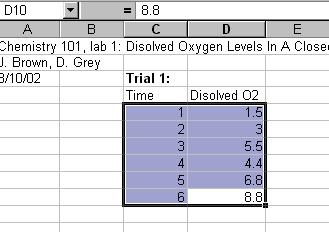 D10 = 8.8
A B C D E
Chemistry 101, lab 1: Disolved Oxygen Levels In A Close
J. Brown, D. Grey
8/10/02 Trial 1:
Time Disolved O2
1 1.5
2 3
3 5.5
4 4.4
5 6.8
6 8.8